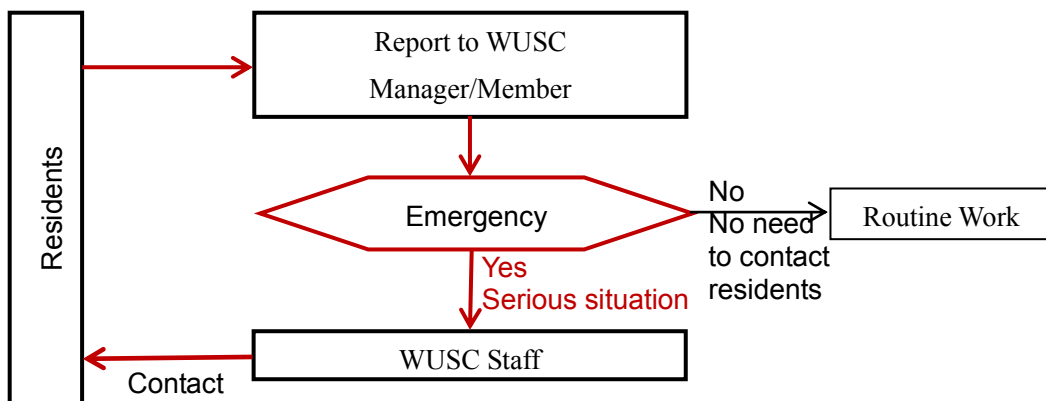 Residents
Report to WUSC
Manager/Member
Emergency
No
No need
to contact
residents
Routine Work
Yes
Serious situation
WUSC Staff
Contact